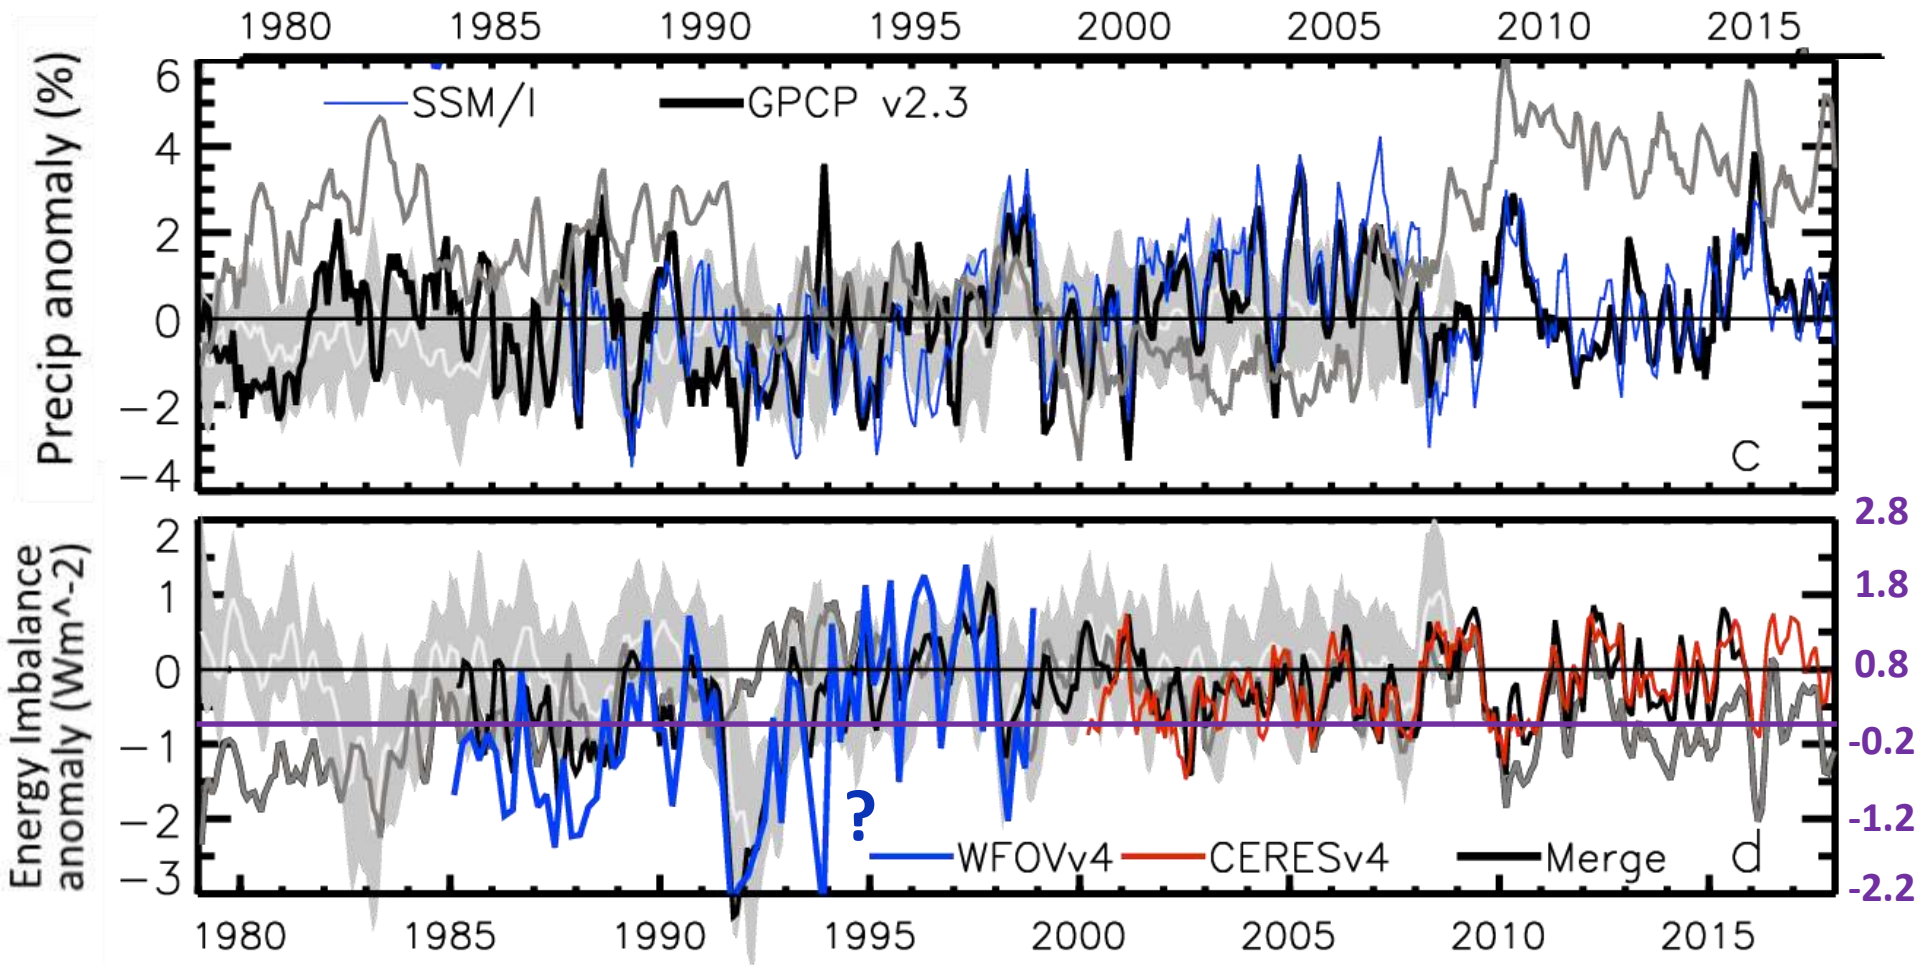 1980 1985 1990 1995 2000 2005 2010 2015
Precip anomaly (%)
6
4
2
0
−2
−4
SSM/I GPCP v2.3
c
Energy Imbalance
anomaly (Wm^-2)
2
1
0
−1
−2
−3
2.8
1.8
0.8
-0.2
-1.2
-2.2
?
WFOVv4 CERESv4 Merge d
1980 1985 1990 1995 2000 2005 2010 2015